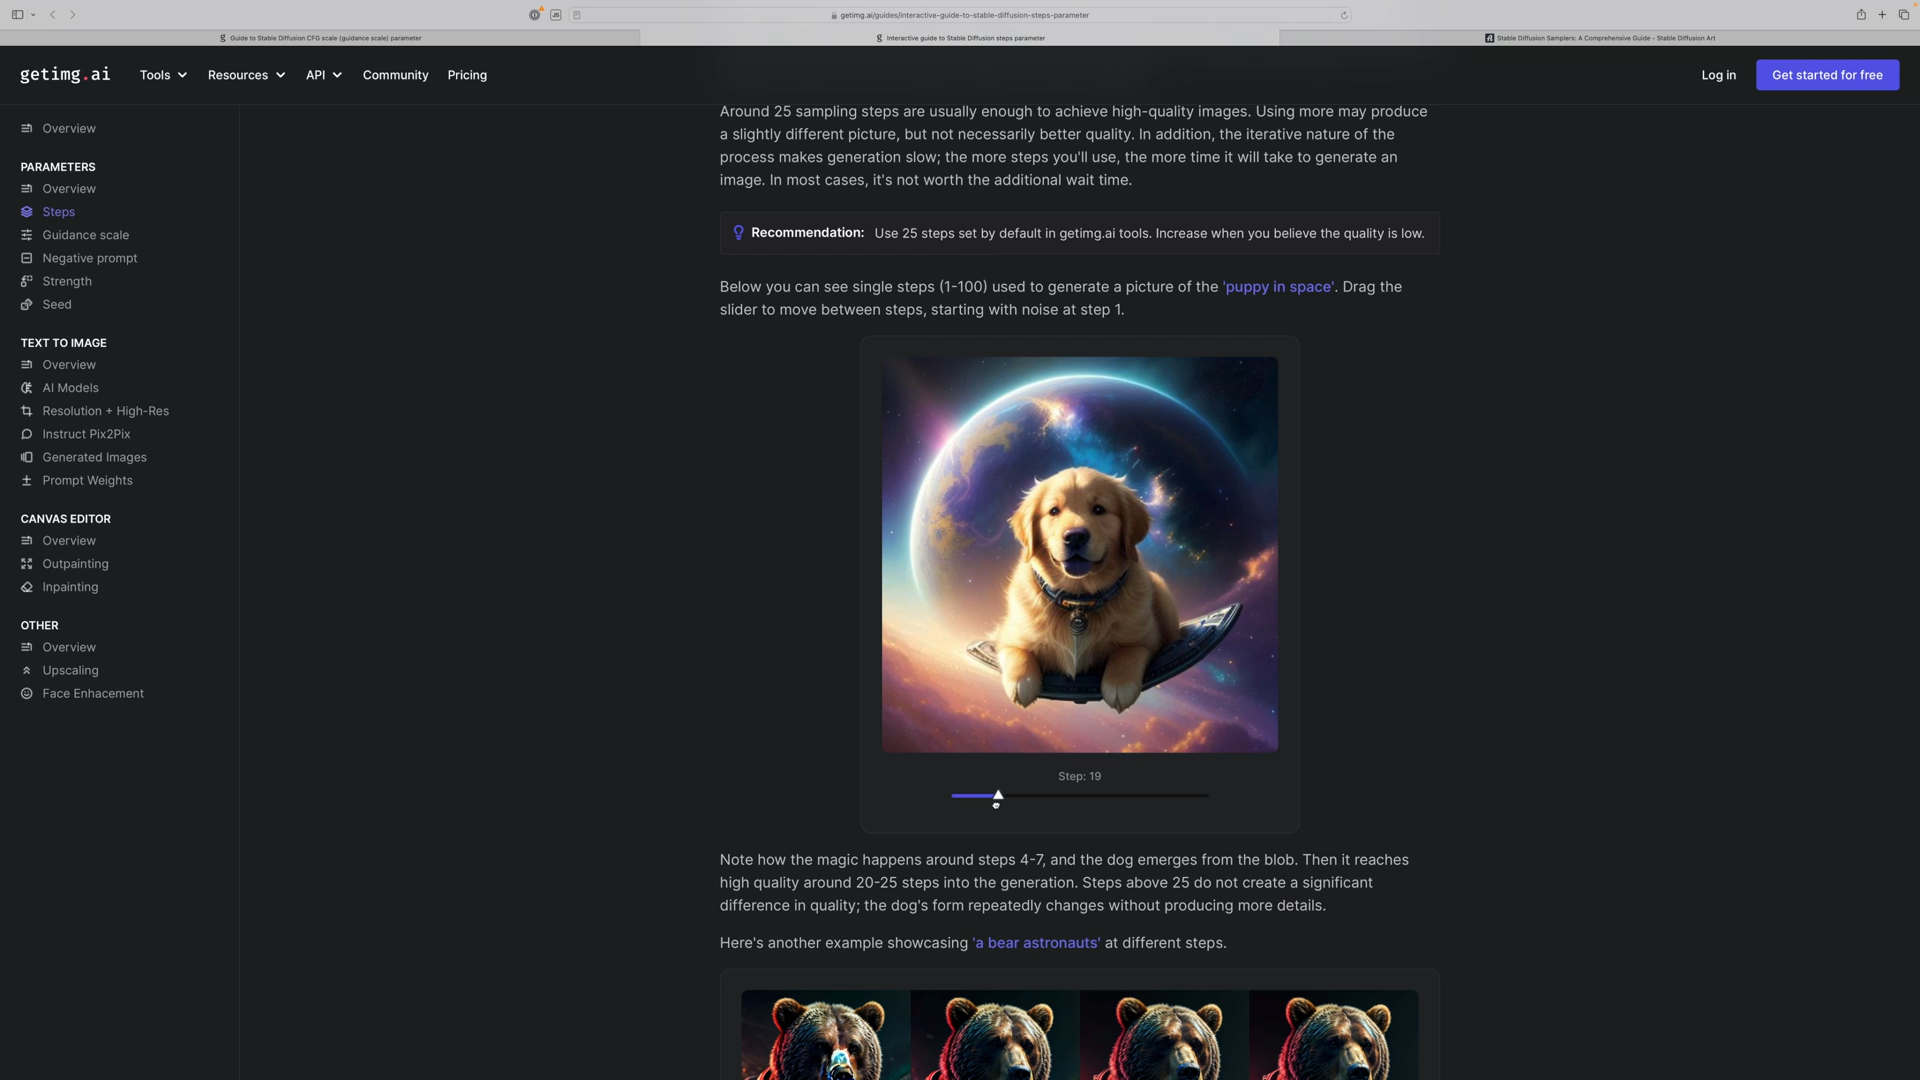 getimg.ai/guides/interactive-guide-to-stable-diffusion-steps-parameter
Guide to Stable Diffusion CFG scale (guidance scale) parameter
Interactive guide to Stable Diffusion steps parameter
Stable Diffusion Samplers: A Comprehensive Guide - Stable Diffusion Art
getimg.ai
Tools
Resources
API
Community
Pricing
Log in
Get started for free
Overview
PARAMETERS
Overview
Steps
Guidance scale
Negative prompt
Strength
Seed
TEXT TO IMAGE
Overview
AI Models
Resolution + High-Res
Instruct Pix2Pix
Generated Images
Prompt Weights
CANVAS EDITOR
Overview
Outpainting
Inpainting
OTHER
Overview
Upscaling
Face Enhacement
Around 25 sampling steps are usually enough to achieve high-quality images. Using more may produce
a slightly different picture, but not necessarily better quality. In addition, the iterative nature of the
process makes generation slow; the more steps you'll use, the more time it will take to generate an
image. In most cases, it's not worth the additional wait time.
Recommendation: Use 25 steps set by default in getimg.ai tools. Increase when you believe the quality is low.
Below you can see single steps (1-100) used to generate a picture of the 'puppy in space'. Drag the
slider to move between steps, starting with noise at step 1.
Step: 19
Note how the magic happens around steps 4-7, and the dog emerges from the blob. Then it reaches
high quality around 20-25 steps into the generation. Steps above 25 do not create a significant
difference in quality; the dog's form repeatedly changes without producing more details.
Here's another example showcasing 'a bear astronauts' at different steps.